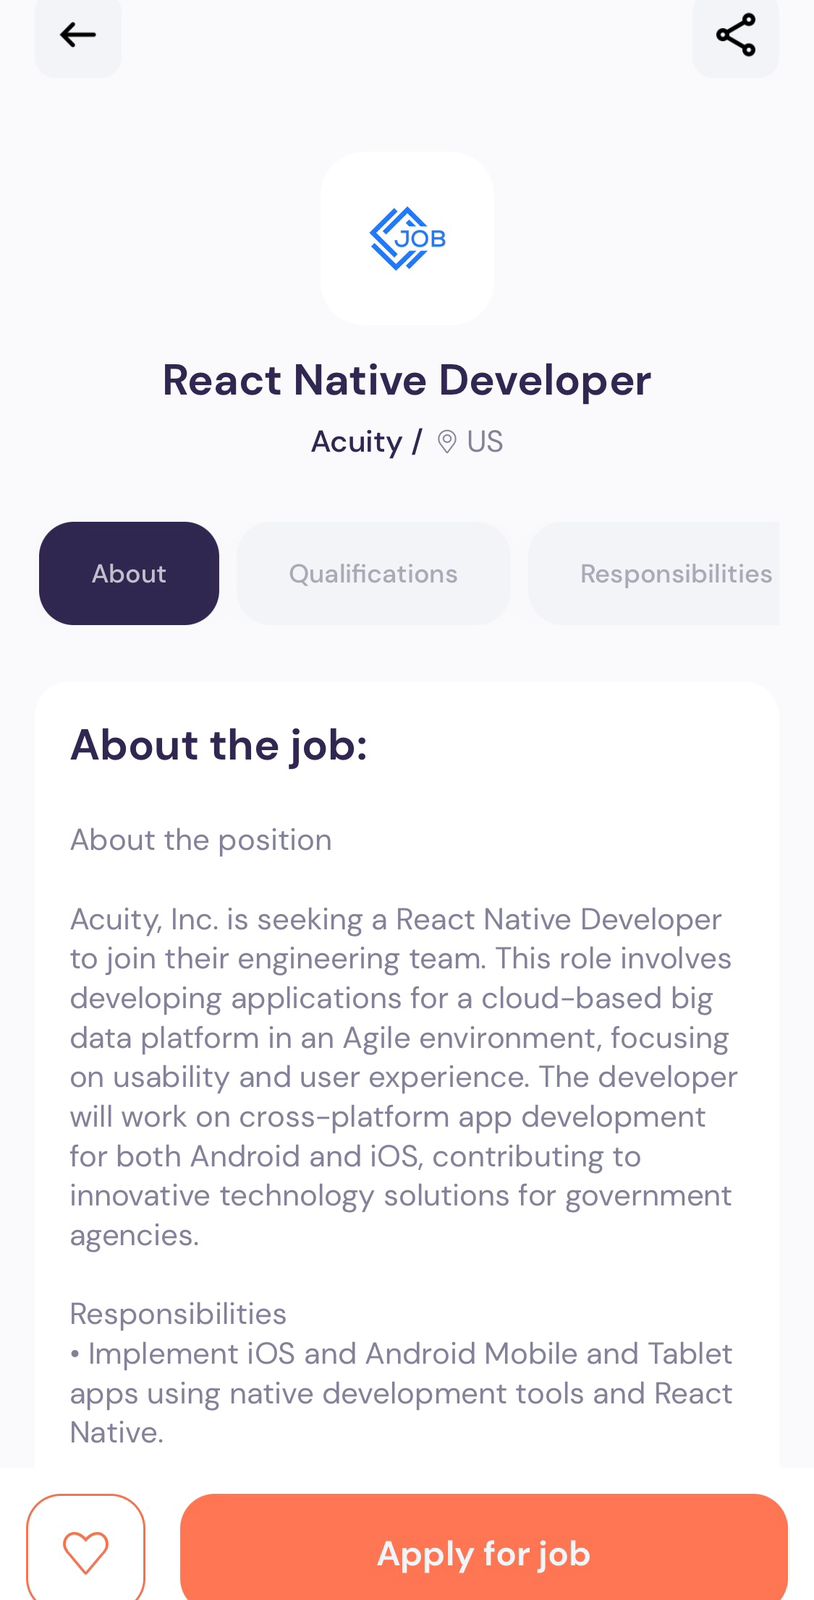 JOB
React Native Developer
Acuity / US
About
Qualifications
Responsibilities
About the job:
About the position
Acuity, Inc. is seeking a React Native Developer
to join their engineering team. This role involves
developing applications for a cloud-based big
data platform in an Agile environment, focusing
on usability and user experience. The developer
will work on cross-platform app development
for both Android and iOS, contributing to
innovative technology solutions for government
agencies.
Responsibilities
• Implement iOS and Android Mobile and Tablet
apps using native development tools and React
Native.
Apply for job